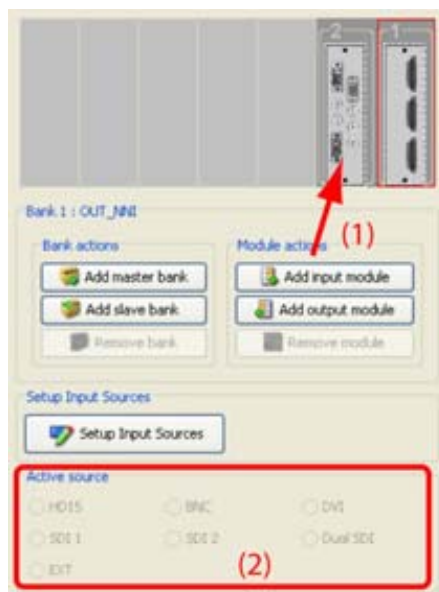 2 1
Bank 1 : OUT_NNI
Bank actions Module actions (1)
Add master bank Add input module
Add slave bank Add output module
Remove bank Remove module
Setup Input Sources
Setup Input Sources
Active source
HD15 BNC DVI
SDI 1 SDI 2 Dual SDI
EXT (2)